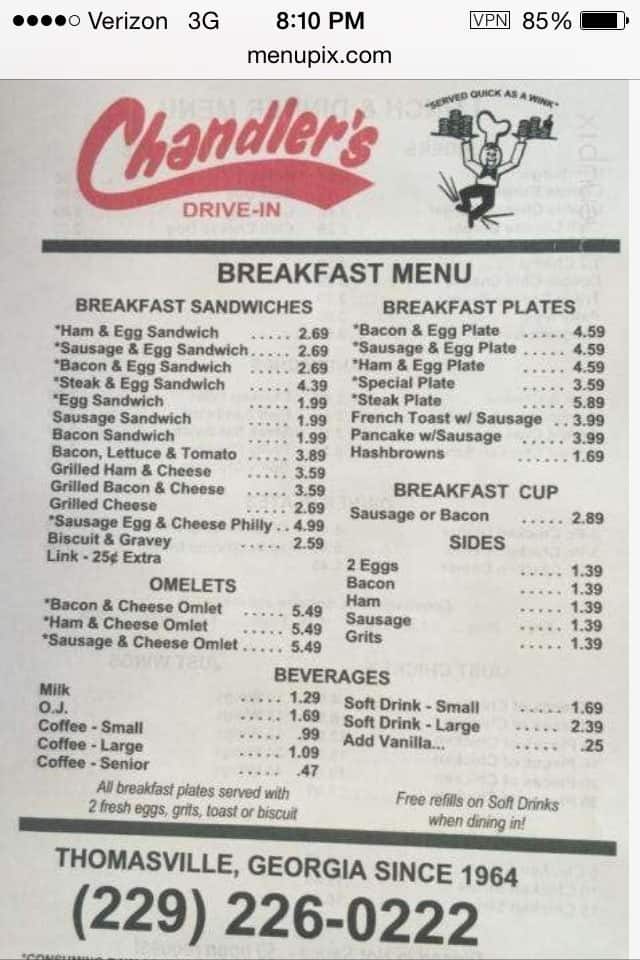 Verizon 3G 8:10 PM VPN 85%
menupix.com
Chandler's
DRIVE-IN
"SERVED QUICK AS A WINK"
BREAKFAST MENU
BREAKFAST SANDWICHES
*Ham & Egg Sandwich ..... 2.69
*Sausage & Egg Sandwich ..... 2.69
*Bacon & Egg Sandwich ..... 2.69
*Steak & Egg Sandwich ..... 4.39
*Egg Sandwich ..... 1.99
Sausage Sandwich ..... 1.99
Bacon Sandwich ..... 1.99
Bacon, Lettuce & Tomato ..... 3.89
Grilled Ham & Cheese ..... 3.59
Grilled Bacon & Cheese ..... 3.59
Grilled Cheese ..... 2.69
*Sausage Egg & Cheese Philly .. 4.99
Biscuit & Gravey ..... 2.59
Link - 25¢ Extra
OMELETS
*Bacon & Cheese Omlet ..... 5.49
*Ham & Cheese Omlet ..... 5.49
*Sausage & Cheese Omlet ..... 5.49
BREAKFAST PLATES
*Bacon & Egg Plate ..... 4.59
*Sausage & Egg Plate ..... 4.59
*Ham & Egg Plate ..... 4.59
*Special Plate ..... 3.59
*Steak Plate ..... 5.89
French Toast w/ Sausage .. 3.99
Pancake w/Sausage ..... 3.99
Hashbrowns ...... 1.69
BREAKFAST CUP
Sausage or Bacon ..... 2.89
SIDES
2 Eggs ..... 1.39
Bacon ..... 1.39
Ham ..... 1.39
Sausage ..... 1.39
Grits ..... 1.39
BEVERAGES
Milk ..... 1.29
O.J. ..... 1.69
Coffee - Small ..... .99
Coffee - Large ..... 1.09
Coffee - Senior ..... .47
Soft Drink - Small ..... 1.69
Soft Drink - Large ..... 2.39
Add Vanilla... ..... .25
All breakfast plates served with
2 fresh eggs, grits, toast or biscuit
Free refills on Soft Drinks
when dining in!
THOMASVILLE, GEORGIA SINCE 1964
(229) 226-0222